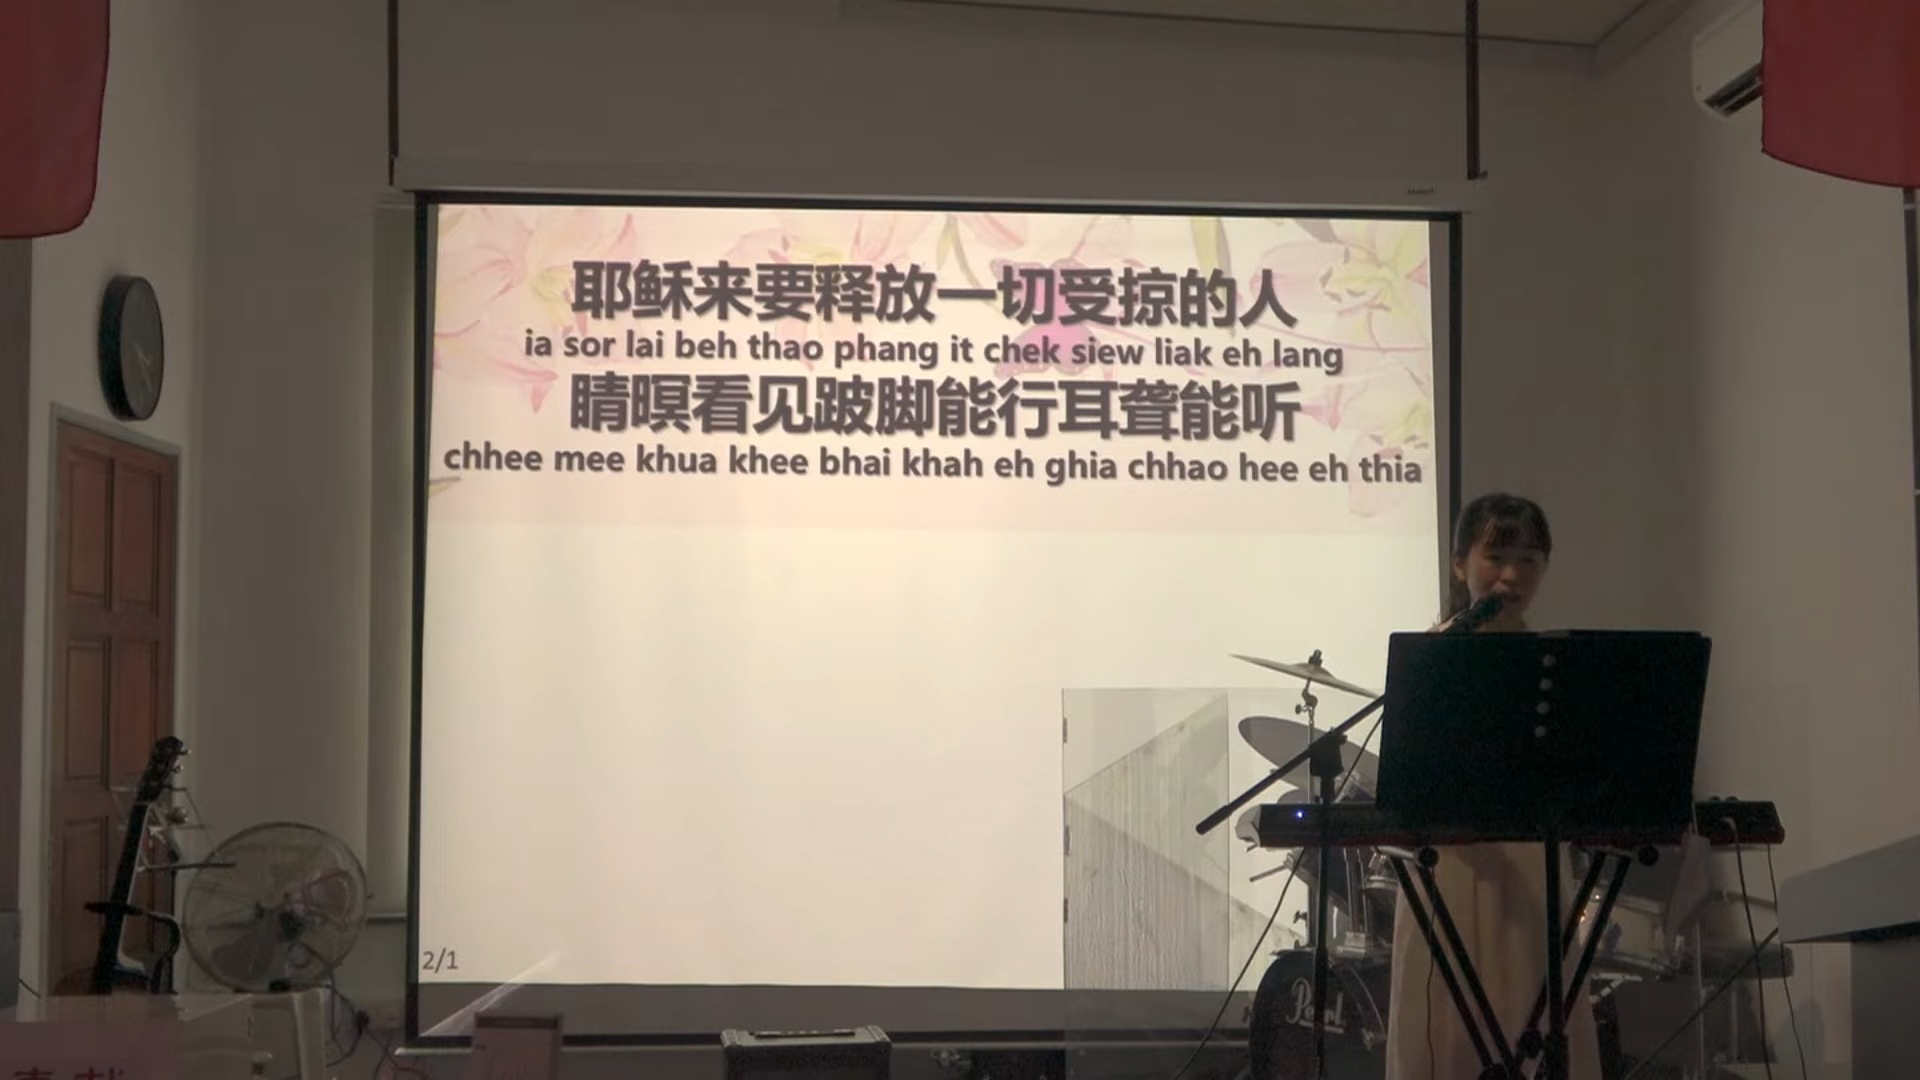 耶稣来要释放一切受掠的人
ia sor lai beh thao phang it chek siew liak eh lang
睛暝看见跛脚能行耳聋能听
chhee mee khua khee bhai khah eh ghia chhao hee eh thia
2/1
Pearl